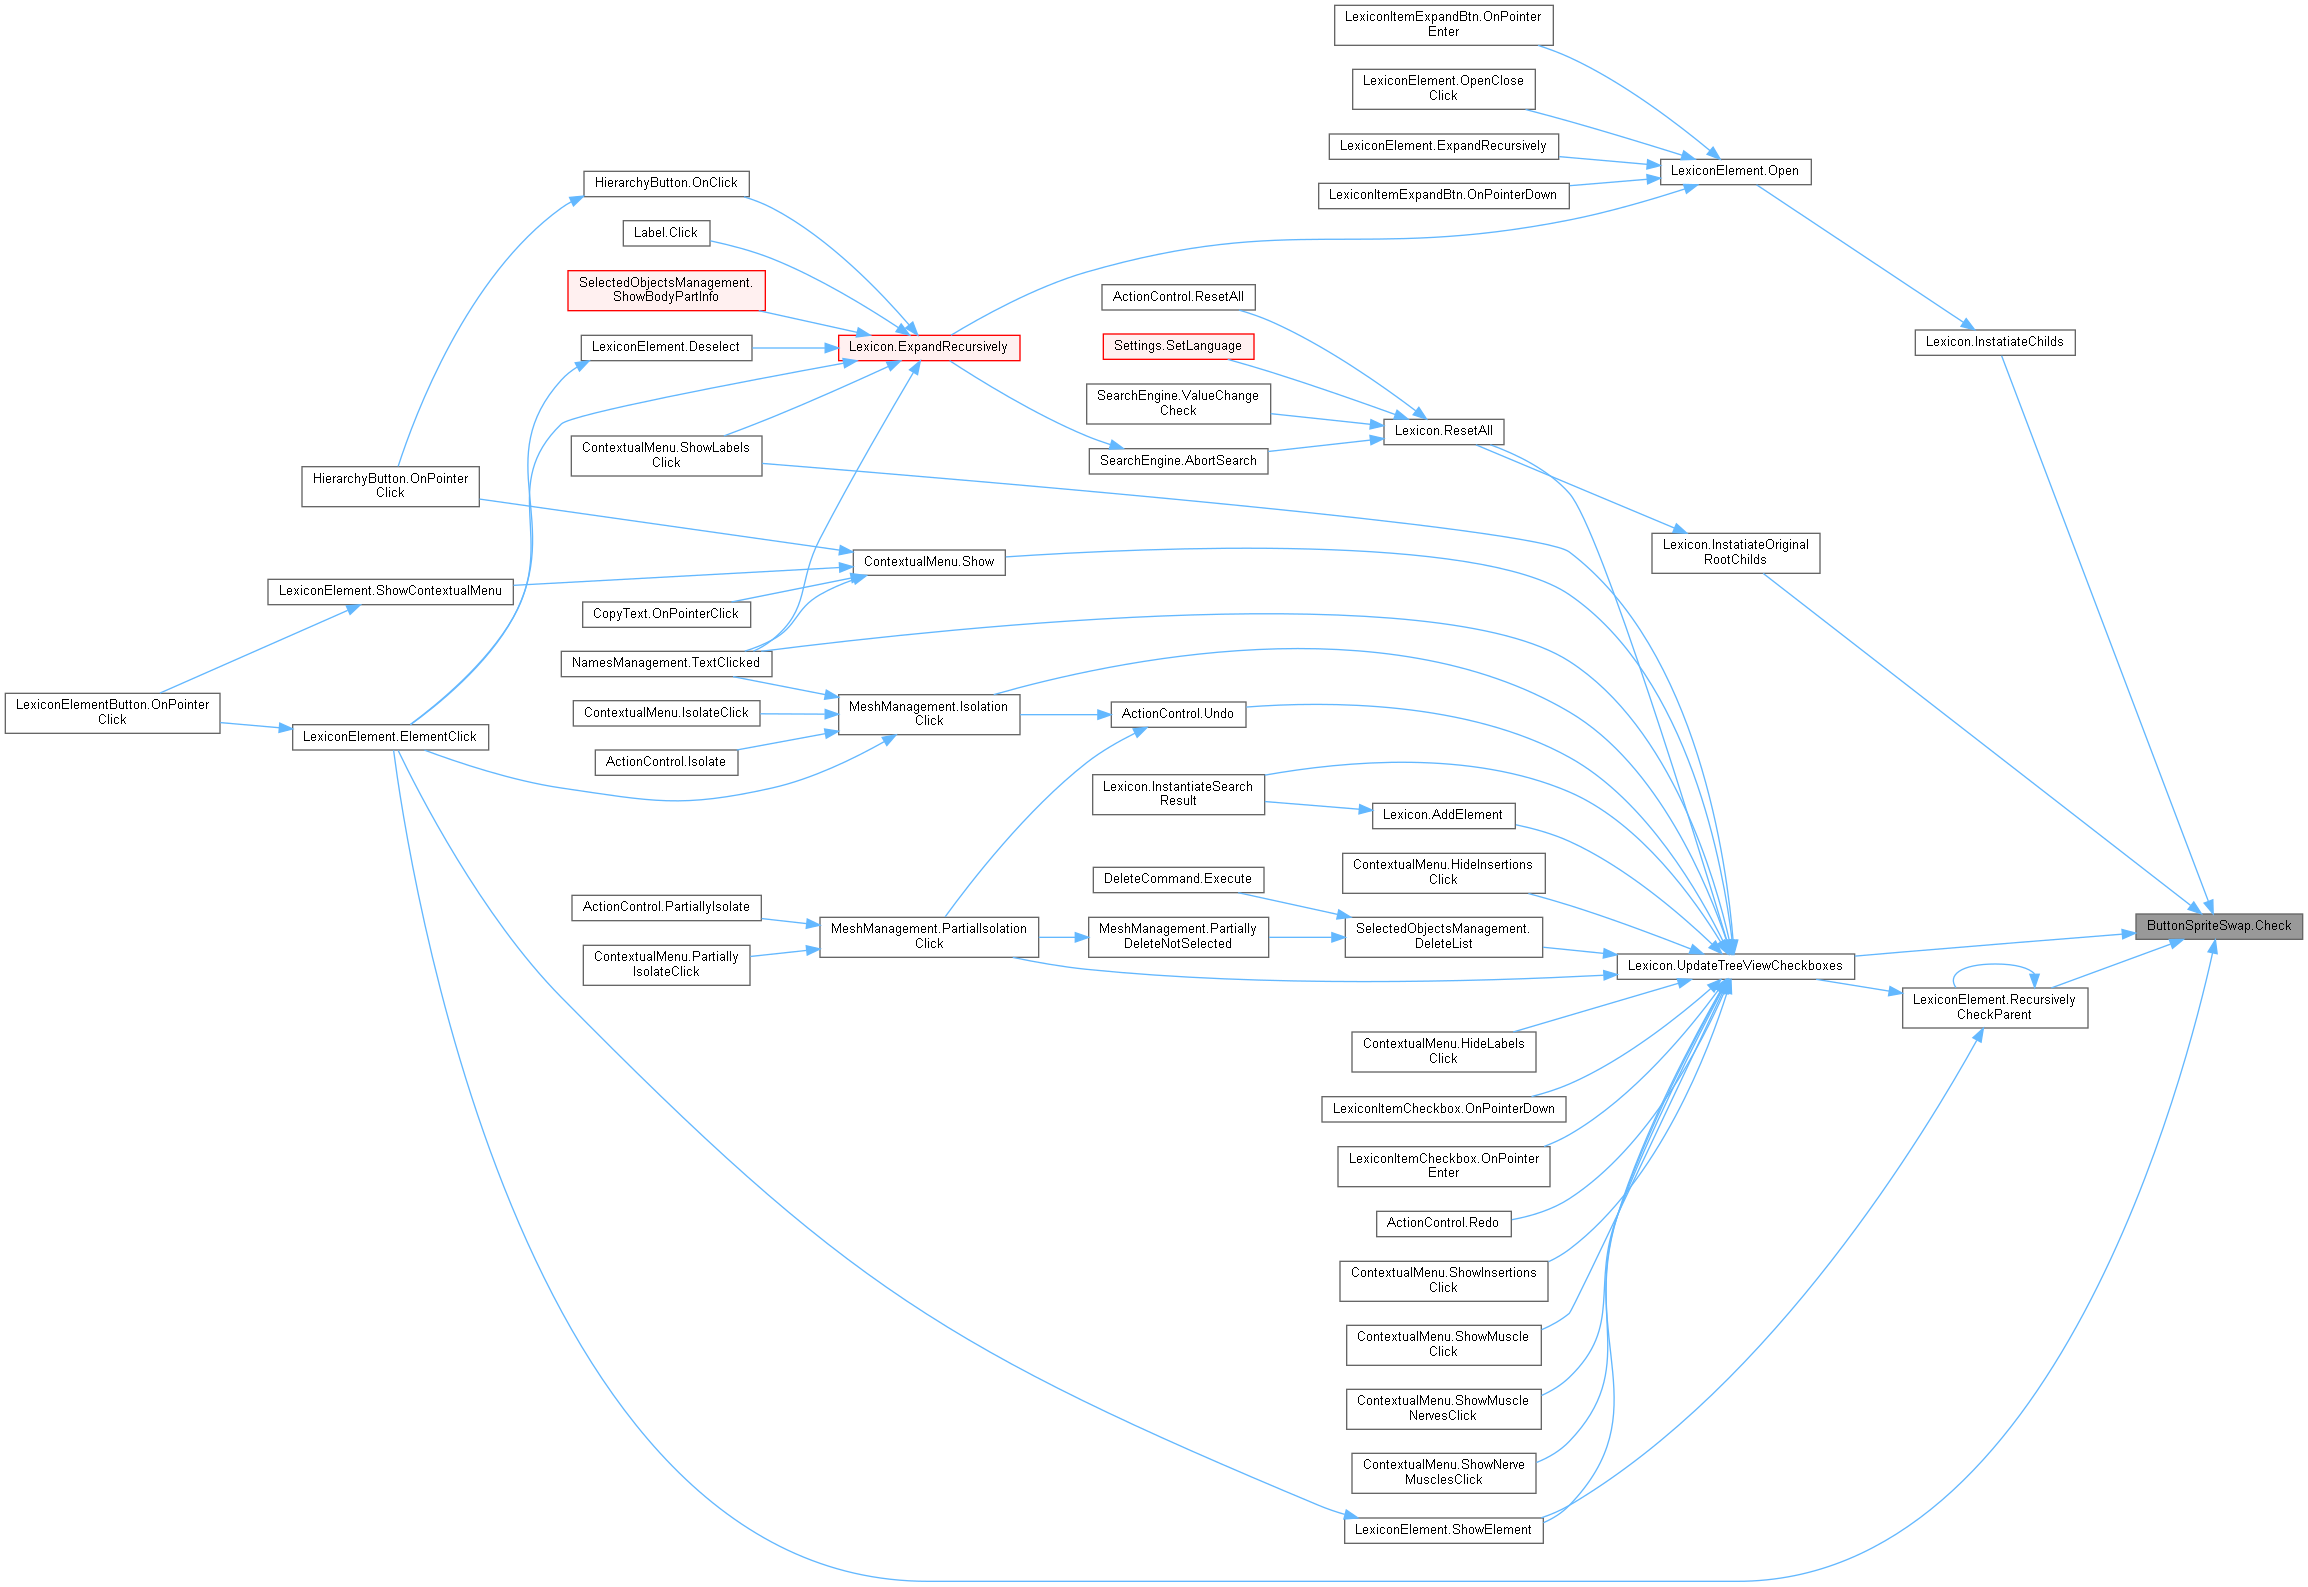 LexiconItemExpandBtn.OnPointer
Enter
LexiconElement.OpenClose
Click
LexiconElement.ExpandRecursively
LexiconElement.Open
HierarchyButton.OnClick
LexiconItemExpandBtn.OnPointerDown
Label.Click
SelectedObjectsManagement.
ShowBodyPartInfo
ActionControl.ResetAll
LexiconElement.Deselect
Lexicon.ExpandRecursively
Settings.SetLanguage
Lexicon.InstatiateChilds
SearchEngine.ValueChange
Check
Lexicon.ResetAll
ContextualMenu.ShowLabels
Click
SearchEngine.AbortSearch
HierarchyButton.OnPointer
Click
Lexicon.InstatiateOriginal
RootChilds
ContextualMenu.Show
LexiconElement.ShowContextualMenu
CopyText.OnPointerClick
NamesManagement.TextClicked
LexiconElementButton.OnPointer
Click
ContextualMenu.IsolateClick
MeshManagement.Isolation
Click
ActionControl.Undo
LexiconElement.ElementClick
ActionControl.Isolate
Lexicon.InstantiateSearch
Result
Lexicon.AddElement
ContextualMenu.HideInsertions
Click
DeleteCommand.Execute
ActionControl.PartiallyIsolate
MeshManagement.PartialIsolation
Click
MeshManagement.Partially
DeleteNotSelected
SelectedObjectsManagement.
DeleteList
ButtonSpriteSwap.Check
ContextualMenu.Partially
IsolateClick
Lexicon.UpdateTreeViewCheckboxes
LexiconElement.Recursively
CheckParent
ContextualMenu.HideLabels
Click
LexiconItemCheckbox.OnPointerDown
LexiconItemCheckbox.OnPointer
Enter
ActionControl.Redo
ContextualMenu.ShowInsertions
Click
ContextualMenu.ShowMuscle
Click
ContextualMenu.ShowMuscle
NervesClick
ContextualMenu.ShowNerve
MusclesClick
LexiconElement.ShowElement